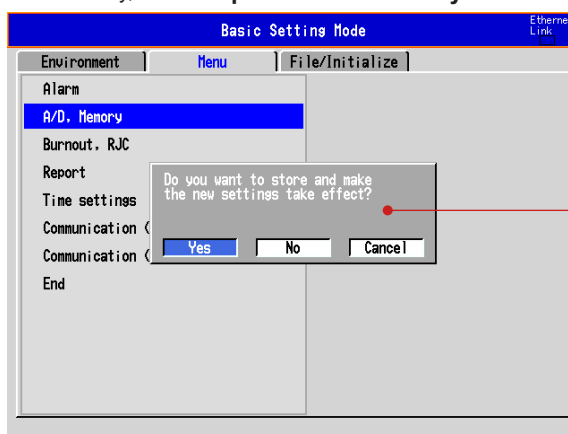 Basic Setting Mode
Etherne
Link
Environment
Menu
File/Initialize
Alarm
A/D, Memory
Burnout, RJC
Report
Time settings
Communication (
Communication (
End
Do you want to store and make
the new settings take effect?
Yes
No
Cancel